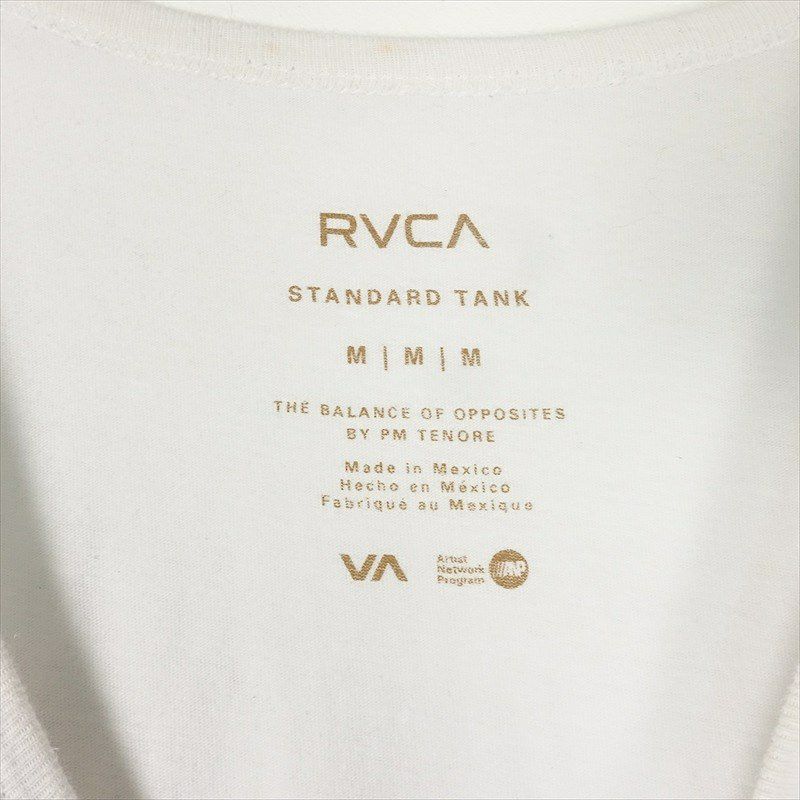 RVCA
STANDARD TANK
M | M | M
THE BALANCE OF OPPOSITES
BY PM TENORE
Made in Mexico
Hecho en México
Fabriqué au Mexique
VA
Artist
Network
Program
ANP